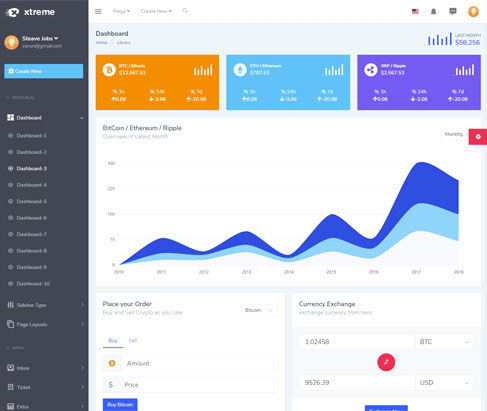 xtreme
Mega
Create New
Steave Jobs
varun@gmail.com
Create New
PERSONAL
Dashboard
Dashboard-1
Dashboard-2
Dashboard-3
Dashboard-4
Dashboard-5
Dashboard-6
Dashboard-7
Dashboard-8
Dashboard-9
Dashboard-10
Sidebar Type
Page Layouts
APPS
Inbox
Ticket
Extra
Dashboard
Home
Library
LAST MONTH
$58,256
BTC / Bitcoin
$12,567.53
% 1h % 24h % 7d
0.08 -3.06 -20.08
ETH / Ethereum
$767.53
% 1h % 24h % 7d
0.08 -3.06 -20.08
XRP / Ripple
$2,567.53
% 1h % 24h % 7d
0.08 -3.06 -20.08
BitCoin / Ethereum / Ripple
Overview of Latest Month
Monthly
300
225
150
75
0
2010 2011 2012 2013 2014 2015 2016 2017 2018
Place your Order
Buy and Sell Crypto as you Like
Bitcoin
Buy Sell
Amount
$ Price
Buy Bitcoin
Currency Exchange
exchange currency from here
1.02458 BTC
9526.39 USD